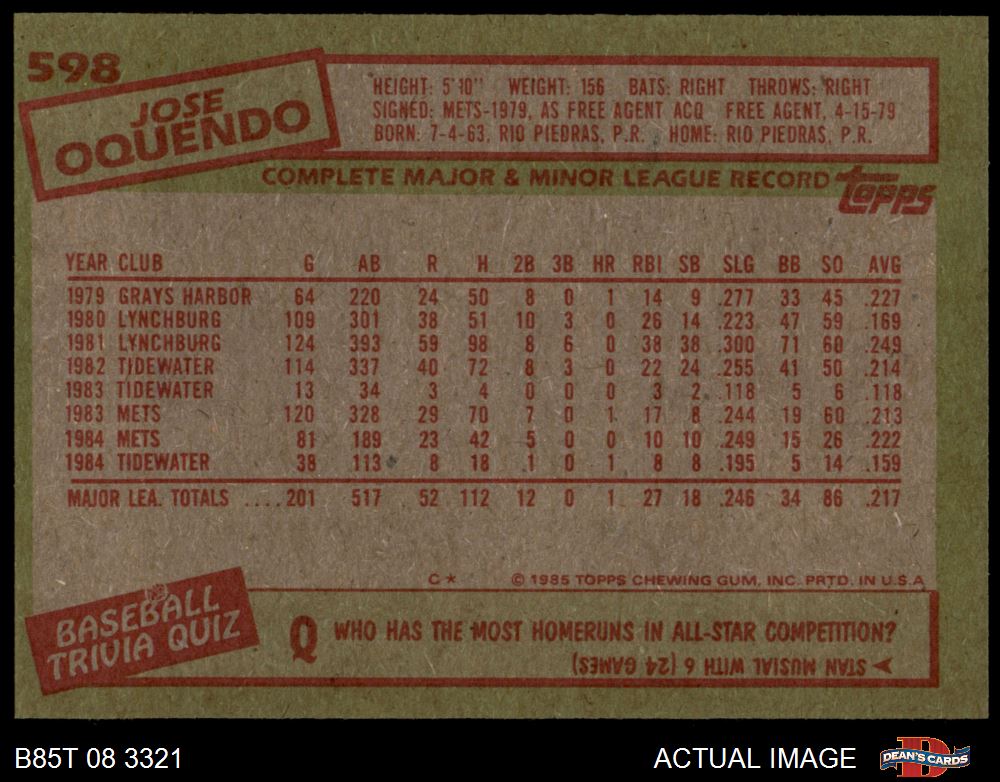 598
JOSE
OQUENDO
HEIGHT: 5'10" WEIGHT: 156 BATS: RIGHT THROWS: RIGHT
SIGNED: METS-1979, AS FREE AGENT ACQ FREE AGENT, 4-15-79
BORN: 7-4-63, RIO PIEDRAS, P.R. HOME: RIO PIEDRAS, P.R.
COMPLETE MAJOR & MINOR LEAGUE RECORD topps
YEAR CLUB G AB R H 2B 3B HR RBI SB SLG BB SO AVG
1979 GRAYS HARBOR 64 220 24 50 8 0 1 14 9 .277 33 45 .227
1980 LYNCHBURG 109 301 38 51 10 3 0 26 14 .223 47 59 .169
1981 LYNCHBURG 124 393 59 98 8 6 0 38 38 .300 71 60 .249
1982 TIDEWATER 114 337 40 72 8 3 0 22 24 .255 41 50 .214
1983 TIDEWATER 13 34 3 4 0 0 0 3 2 .118 5 6 .118
1983 METS 120 328 29 70 7 0 1 17 8 .244 19 60 .213
1984 METS 81 189 23 42 5 0 0 10 10 .249 15 26 .222
1984 TIDEWATER 38 113 8 18 1 0 1 8 8 .195 5 14 .159
MAJOR LEA. TOTALS ....201 517 52 112 12 0 1 27 18 .246 34 86 .217
C* © 1985 TOPPS CHEWING GUM, INC. PRTD. IN U.S.A
BASEBALL
TRIVIA QUIZ
Q WHO HAS THE MOST HOMERUNS IN ALL-STAR COMPETITION?
STAN MUSIAL WITH 6 (24 GAMES)
B85T 08 3321 ACTUAL IMAGE D DEAN'S CARDS